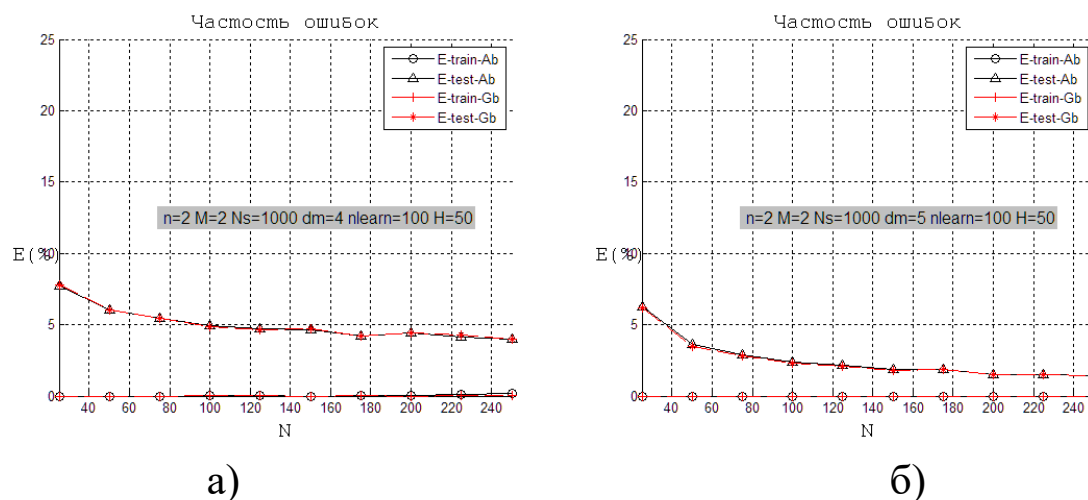 Частость ошибок
25
20
15
10
5
0
E(%)
E-train-Ab
E-test-Ab
E-train-Gb
E-test-Gb
n=2 M=2 Ns=1000 dm=4 nlearn=100 H=50
40 60 80 100 120 140 160 180 200 220 240
N
а)
Частость ошибок
25
20
15
10
5
0
E(%)
E-train-Ab
E-test-Ab
E-train-Gb
E-test-Gb
n=2 M=2 Ns=1000 dm=5 nlearn=100 H=50
40 60 80 100 120 140 160 180 200 220 240
N
б)